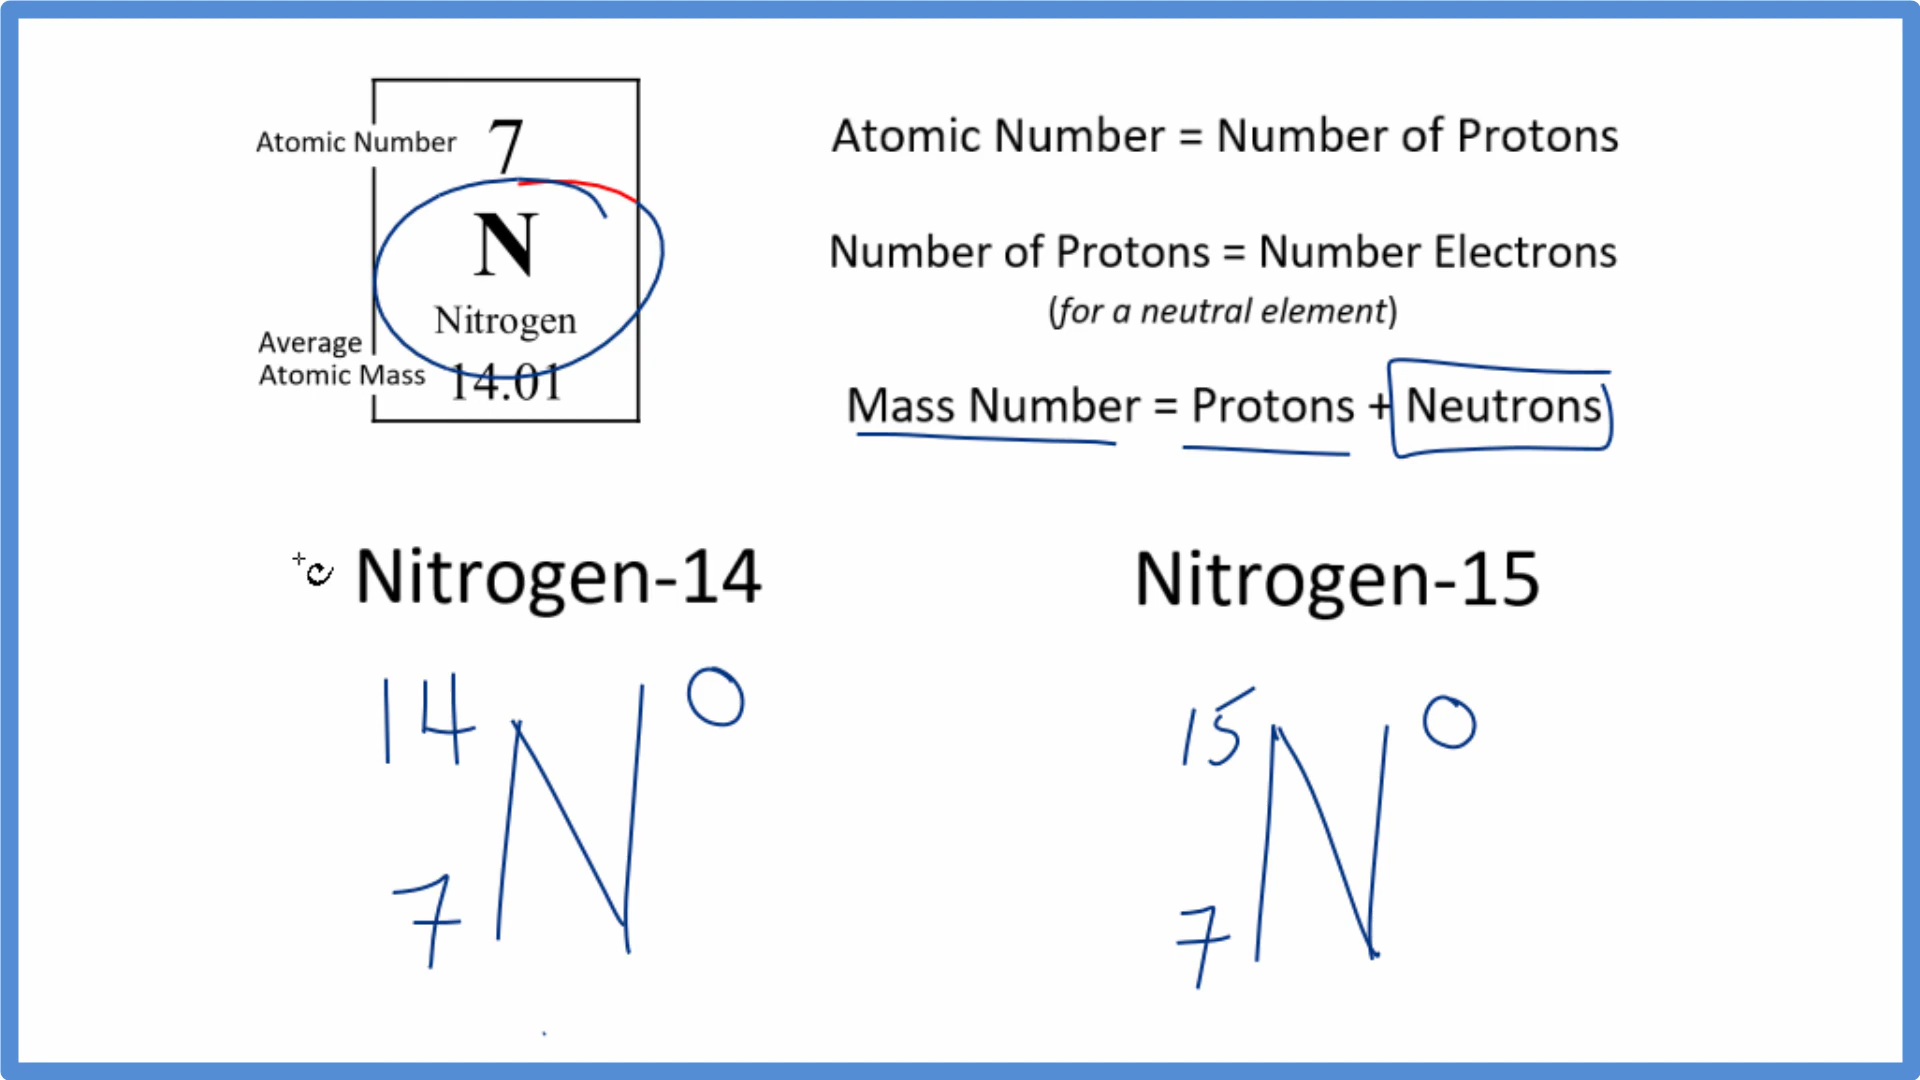 Atomic Number 7
N
Nitrogen
Average
Atomic Mass 14.01
Atomic Number = Number of Protons
Number of Protons = Number Electrons
(for a neutral element)
Mass Number = Protons + Neutrons
Nitrogen-14
14 N 0
7
Nitrogen-15
15 N 0
7